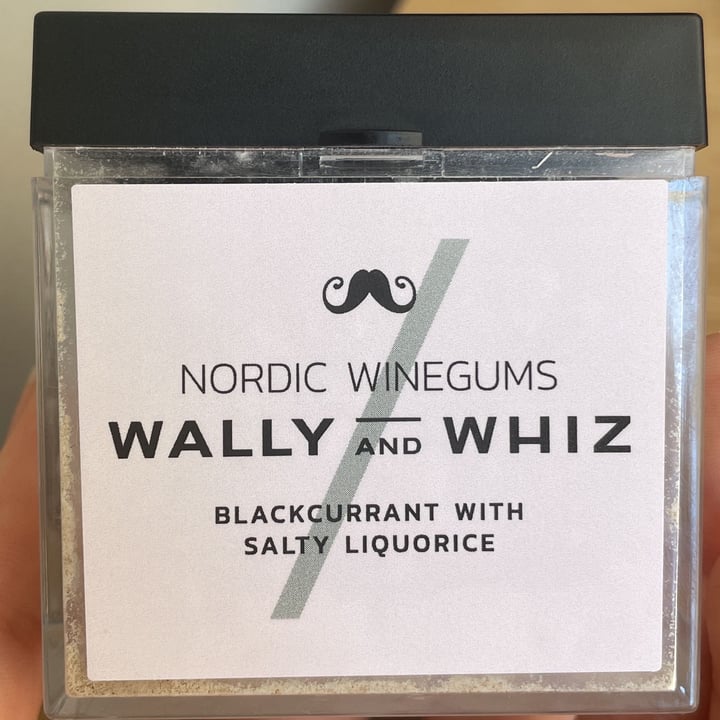 NORDIC WINEGUMS
WALLY AND WHIZ
BLACKCURRANT WITH
SALTY LIQUORICE